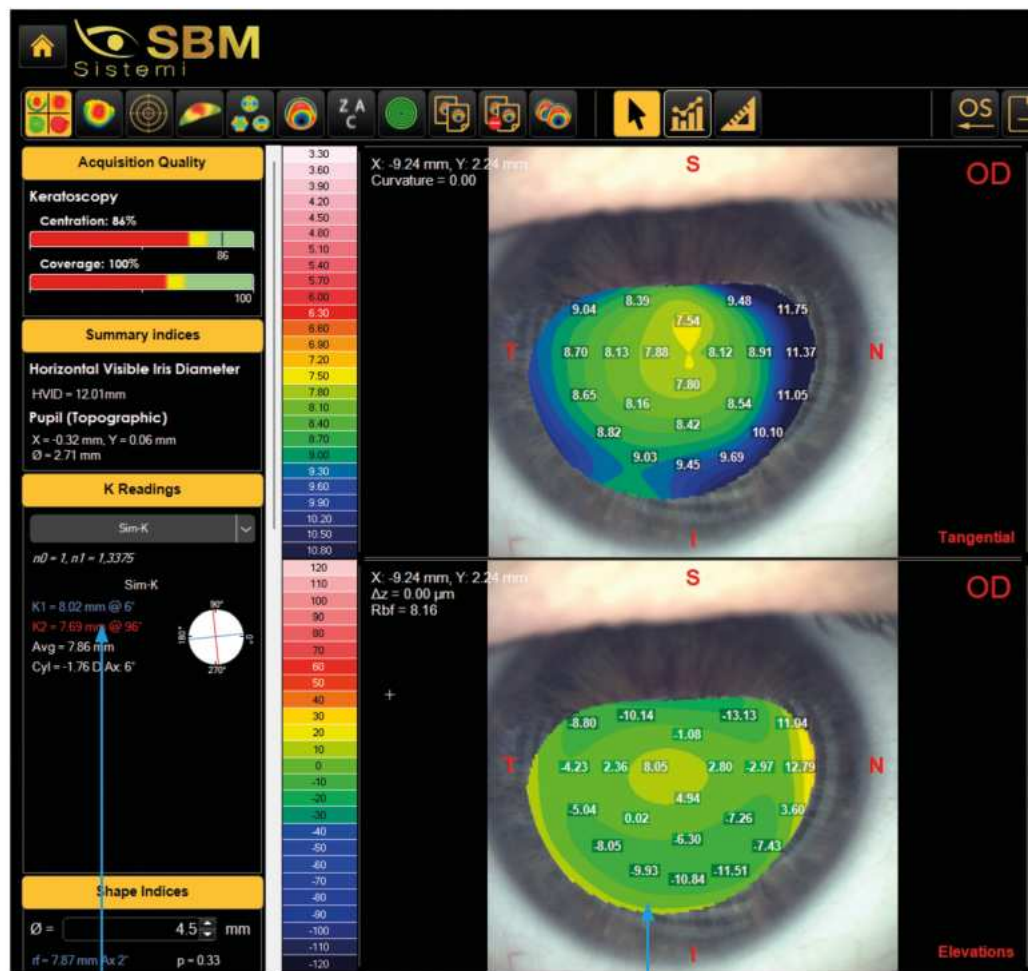 SBM
Sistemi
Z A
C
OS
Acquisition Quality
Keratoscopy
Centration: 86%
86
Coverage: 100%
100
Summary indices
Horizontal Visible Iris Diameter
HVID = 12.01mm
Pupil (Topographic)
X = -0.32 mm, Y = 0.06 mm
Ø = 2.71 mm
K Readings
Sim-K
n0 = 1, n1 = 1,3375
Sim-K
K1 = 8.02 mm @ 6°
K2 = 7.69 mm @ 96°
Avg = 7.86 mm
Cyl = -1.76 D Ax: 6°
90°
180°
0°
270°
Shape Indices
Ø = 4.5 mm
rf = 7.87 mm Ax 2° p = 0.33
3.30
3.60
3.90
4.20
4.50
4.80
5.10
5.40
5.70
6.00
6.30
6.60
6.90
7.20
7.50
7.80
8.10
8.40
8.70
9.00
9.30
9.60
9.90
10.20
10.50
10.80
X: -9.24 mm, Y: 2.24 mm
Curvature = 0.00
S
OD
9.04 8.39 9.48 11.75
7.54
T 8.70 8.13 7.88 8.12 8.91 11.37 N
7.80
8.65 8.16 8.54 11.05
8.82 8.42 10.10
9.03 9.45 9.69
I
Tangential
120
110
100
90
80
70
60
50
40
30
20
10
0
-10
-20
-30
-40
-50
-60
-70
-80
-90
-100
-110
-120
X: -9.24 mm, Y: 2.24 mm
Δz = 0.00 µm
Rbf = 8.16
S
OD
-8.80 -10.14 -13.13 11.04
-1.08
T -4.23 2.36 8.05 2.80 -2.97 12.79 N
4.94
-5.04 0.02 -7.26 3.60
-8.05 -6.30 -7.43
-9.93 -10.84 -11.51
I
Elevations